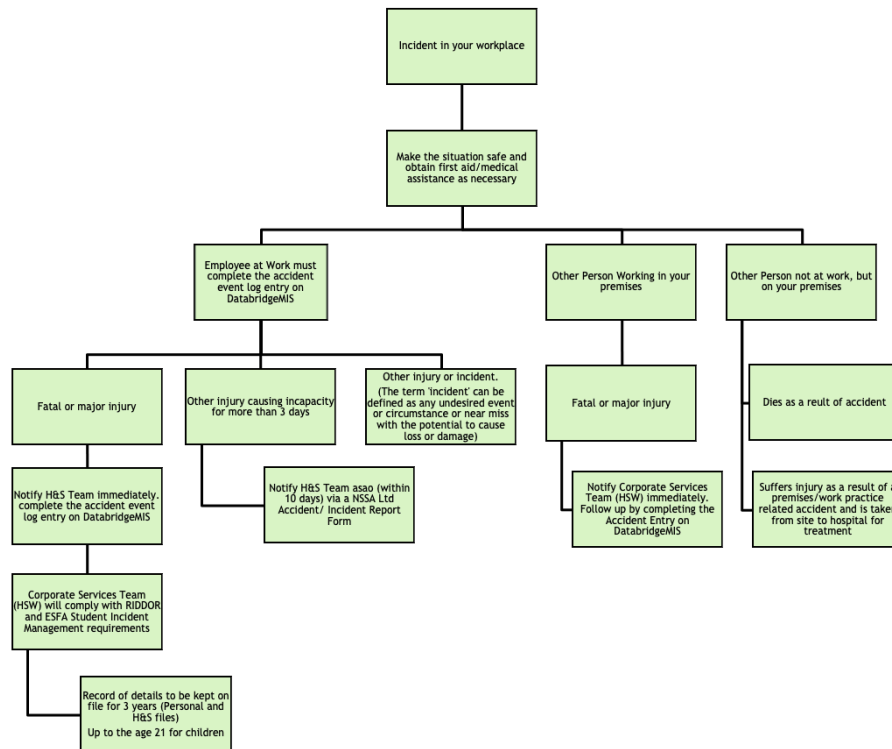 Incident in your workplace
Make the situation safe and
obtain first aid/medical
assistance as necessary
Employee at Work must
complete the accident
event log entry on
DatabridgeMIS
Other Person Working in your
premises
Other Person not at work, but
on your premises
Fatal or major injury
Other injury causing incapacity
for more than 3 days
Other injury or incident.
(The term 'incident' can be
defined as any undesired event
or circumstance or near miss
with the potential to cause
loss or damage)
Fatal or major injury
Dies as a reult of accident
Notify H&S Team immediately.
complete the accident event
log entry on DatabridgeMIS
Notify H&S Team asao (within
10 days) via a NSSA Ltd
Accident/ Incident Report
Form
Notify Corporate Services
Team (HSW) immediately.
Follow up by completing the
Accident Entry on
DatabridgeMIS
Suffers injury as a result of a
premises/work practice
related accident and is taken
from site to hospital for
treatment
Corporate Services Team
(HSW) will comply with RIDDOR
and ESFA Student Incident
Management requirements
Record of details to be kept on
file for 3 years (Personal and
H&S files)
Up to the age 21 for children